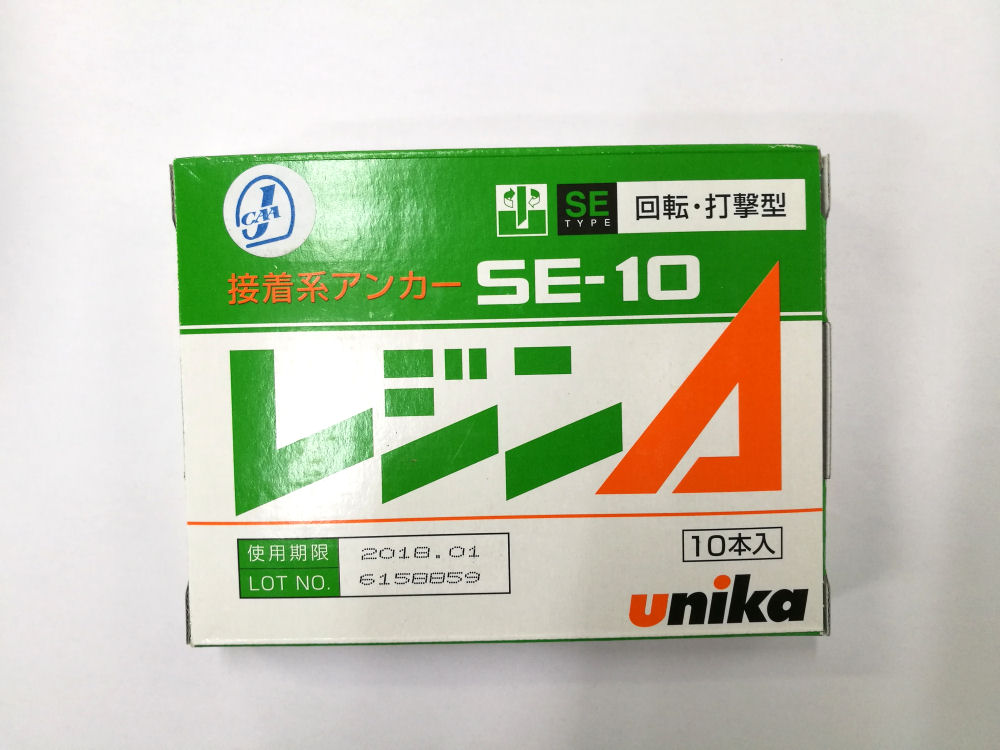 J
CAA
SE
TYPE
回転・打撃型
接着系アンカー SE-10
レジンA
使用期限 2018.01
LOT NO. 6158859
10本入
unika